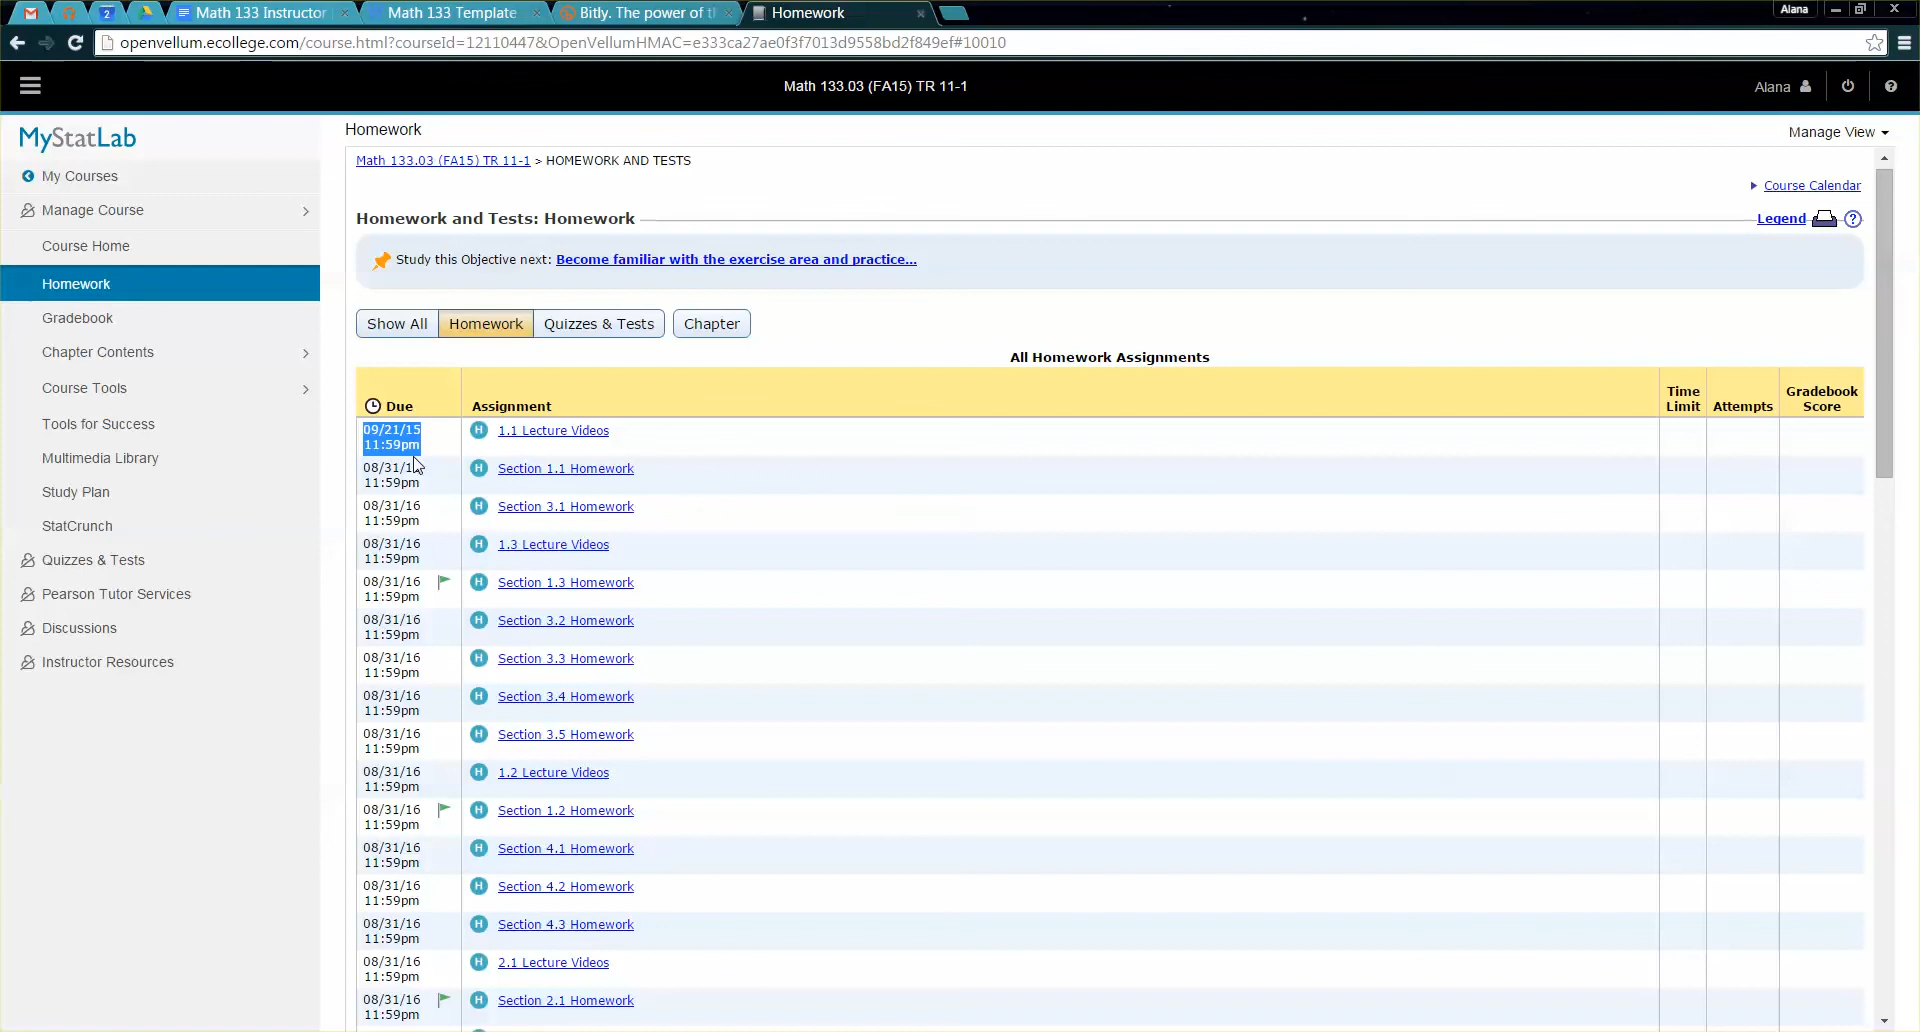 Math 133 Instructor
Math 133 Template
Bitly. The power of t
Homework
Alana
openvellum.ecollege.com/course.html?courseId=12110447&OpenVellumHMAC=e333ca27ae0f3f7013d9558bd2f849ef#10010
Math 133.03 (FA15) TR 11-1
Alana
MyStatLab
My Courses
Manage Course
Course Home
Homework
Gradebook
Chapter Contents
Course Tools
Tools for Success
Multimedia Library
Study Plan
StatCrunch
Quizzes & Tests
Pearson Tutor Services
Discussions
Instructor Resources
Homework
Manage View
Math 133.03 (FA15) TR 11-1 > HOMEWORK AND TESTS
Course Calendar
Homework and Tests: Homework
Legend
Study this Objective next: Become familiar with the exercise area and practice...
Show All Homework Quizzes & Tests Chapter
All Homework Assignments
Due Assignment Time Limit Attempts Gradebook Score
09/21/15 11:59pm H 1.1 Lecture Videos
11:59pm H Section 1.1 Homework
08/31/16 11:59pm H Section 3.1 Homework
08/31/16 11:59pm H 1.3 Lecture Videos
08/31/16 11:59pm H Section 1.3 Homework
08/31/16 11:59pm H Section 3.2 Homework
08/31/16 11:59pm H Section 3.3 Homework
08/31/16 11:59pm H Section 3.4 Homework
08/31/16 11:59pm H Section 3.5 Homework
08/31/16 11:59pm H 1.2 Lecture Videos
08/31/16 11:59pm H Section 1.2 Homework
08/31/16 11:59pm H Section 4.1 Homework
08/31/16 11:59pm H Section 4.2 Homework
08/31/16 11:59pm H Section 4.3 Homework
08/31/16 11:59pm H 2.1 Lecture Videos
08/31/16 11:59pm H Section 2.1 Homework